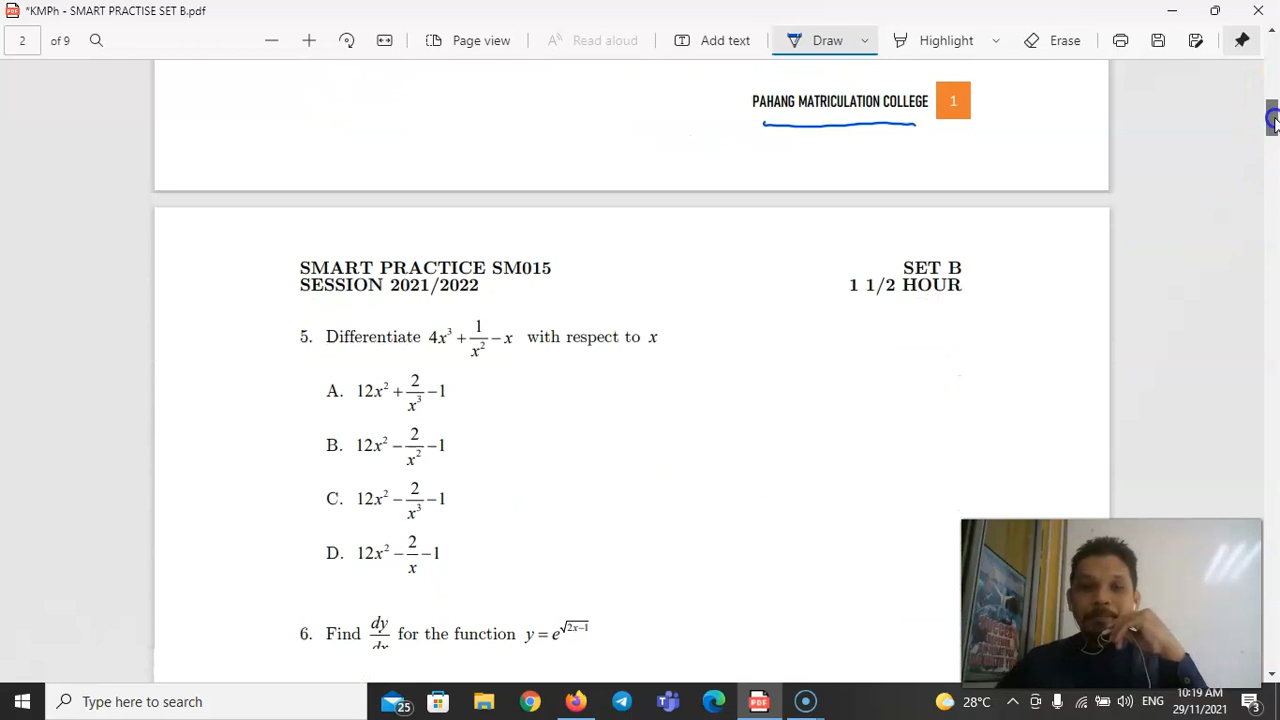 *KMPh - SMART PRACTISE SET B.pdf
2 of 9 Page view Read aloud Add text Draw Highlight Erase
PAHANG MATRICULATION COLLEGE 1
SMART PRACTICE SM015 SET B
SESSION 2021/2022 1 1/2 HOUR
5. Differentiate 4x³ + 1/x² − x with respect to x
A. 12x² + 2/x³ − 1
B. 12x² − 2/x² − 1
C. 12x² − 2/x³ − 1
D. 12x² − 2/x − 1
6. Find dy/dx for the function y = e^√(2x−1)
Type here to search 25 PDF 28°C ENG 10:19 AM
29/11/2021 3